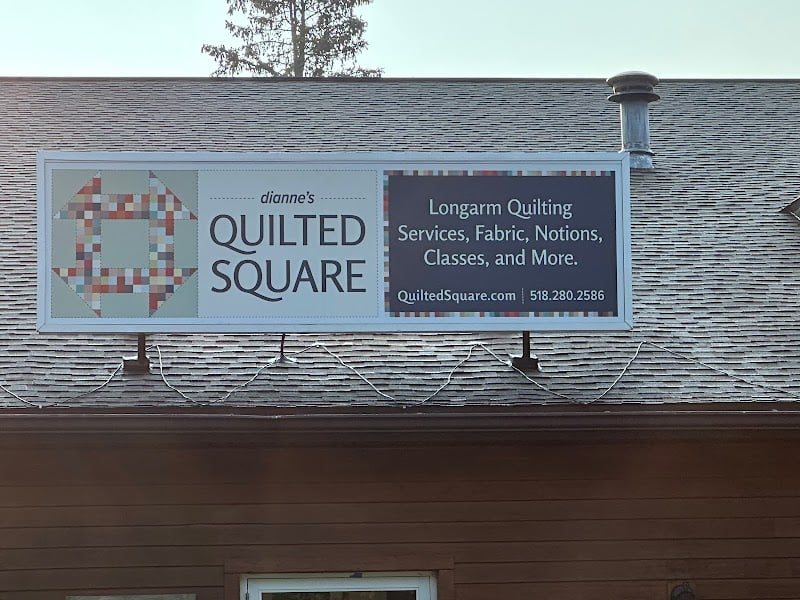 dianne's
QUILTED
SQUARE
Longarm Quilting
Services, Fabric, Notions,
Classes, and More.
QuiltedSquare.com | 518.280.2586